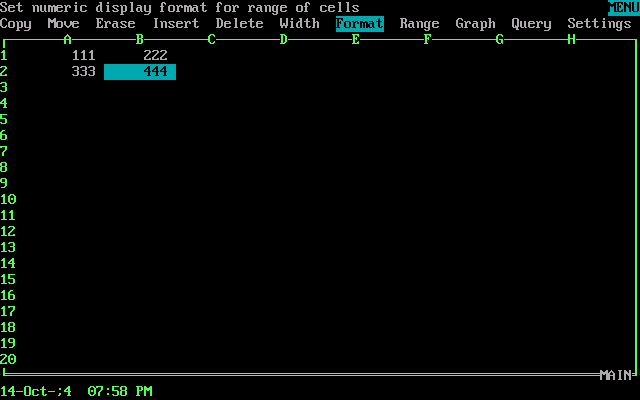 Set numeric display format for range of cells MENU
Copy Move Erase Insert Delete Width Format Range Graph Query Settings
A B C D E F G H
1 111 222
2 333 444
3
4
5
6
7
8
9
10
11
12
13
14
15
16
17
18
19
20
MAIN
14-Oct-;4 07:58 PM